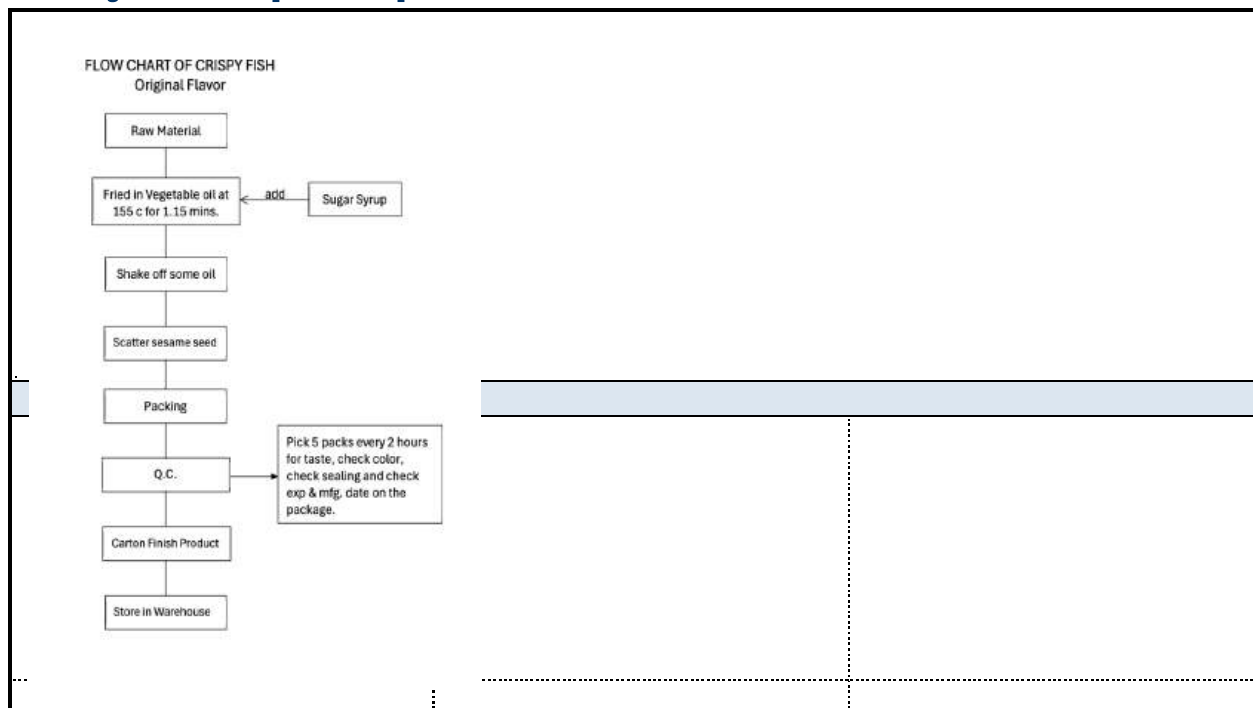 FLOW CHART OF CRISPY FISH
Original Flavor
Raw Material
Fried in Vegetable oil at
155 c for 1.15 mins.
add
Sugar Syrup
Shake off some oil
Scatter sesame seed
Packing
Q.C.
Pick 5 packs every 2 hours
for taste, check color,
check sealing and check
exp & mfg. date on the
package.
Carton Finish Product
Store in Warehouse